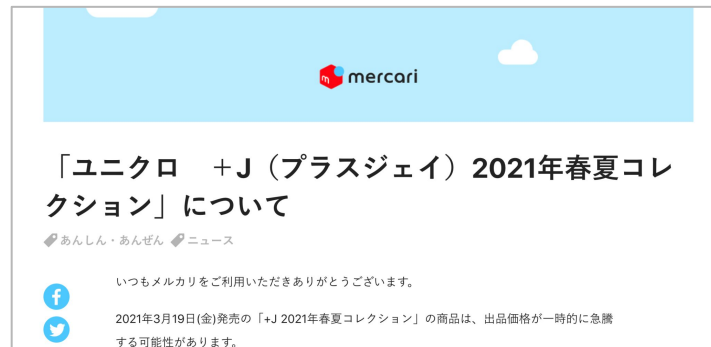 mercari
「ユニクロ　＋J（プラスジェイ）2021年春夏コレ
クション」について
あんしん・あんぜん ニュース
いつもメルカリをご利用いただきありがとうございます。
2021年3月19日(金)発売の「+J 2021年春夏コレクション」の商品は、出品価格が一時的に急騰
する可能性があります。